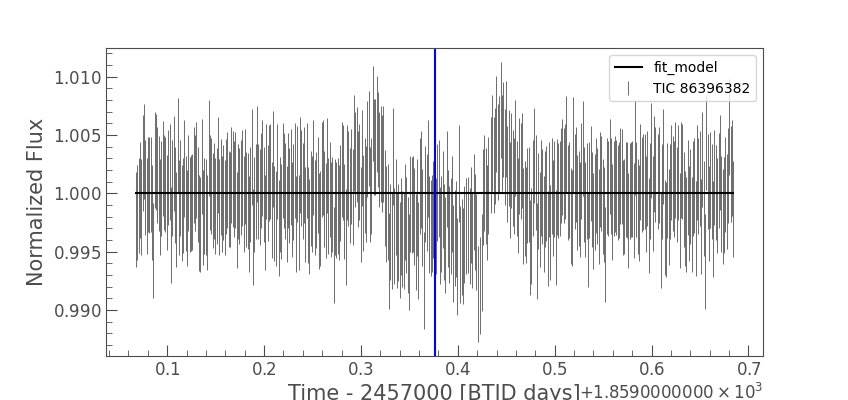 1.010
1.005
1.000
0.995
0.990
Normalized Flux
fit_model
TIC 86396382
0.1 0.2 0.3 0.4 0.5 0.6 0.7
Time - 2457000 [BTJD days]
+1.8590000000 × 10³